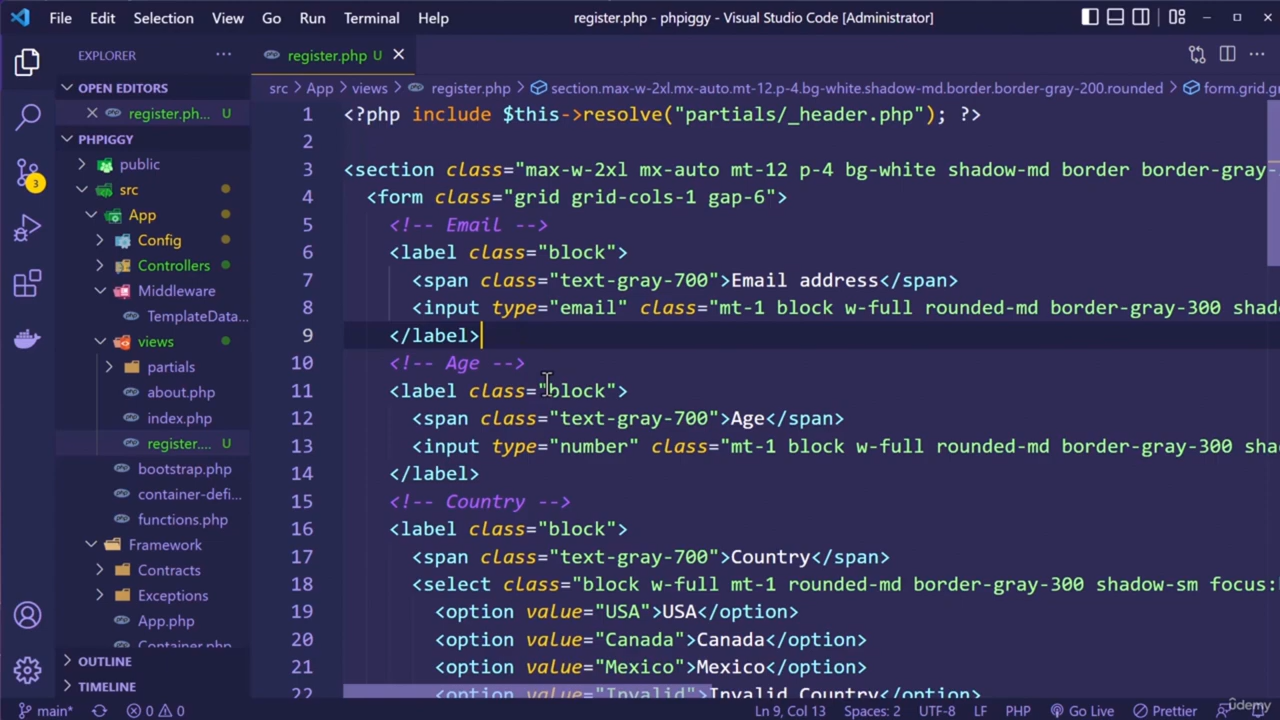 File Edit Selection View Go Run Terminal Help
register.php - phpiggy - Visual Studio Code [Administrator]
EXPLORER
register.php U
OPEN EDITORS
register.ph... U
src App views register.php section.max-w-2xl.mx-auto.mt-12.p-4.bg-white.shadow-md.border.border-gray-200.rounded form.grid.g
PHPIGGY
public
src
App
Config
Controllers
Middleware
TemplateData...
views
partials
about.php
index.php
register.... U
bootstrap.php
container-defi...
functions.php
Framework
Contracts
Exceptions
App.php
Container.php
OUTLINE
TIMELINE
3
1 <?php include $this->resolve("partials/_header.php"); ?>
2
3 <section class="max-w-2xl mx-auto mt-12 p-4 bg-white shadow-md border border-gray-
4 <form class="grid grid-cols-1 gap-6">
5 <!-- Email -->
6 <label class="block">
7 <span class="text-gray-700">Email address</span>
8 <input type="email" class="mt-1 block w-full rounded-md border-gray-300 shado
9 </label>
10 <!-- Age -->
11 <label class="block">
12 <span class="text-gray-700">Age</span>
13 <input type="number" class="mt-1 block w-full rounded-md border-gray-300 sha
14 </label>
15 <!-- Country -->
16 <label class="block">
17 <span class="text-gray-700">Country</span>
18 <select class="block w-full mt-1 rounded-md border-gray-300 shadow-sm focus:
19 <option value="USA">USA</option>
20 <option value="Canada">Canada</option>
21 <option value="Mexico">Mexico</option>
22 <option value="Invalid">Invalid Country</option>
main* 0 0 Ln 9, Col 13 Spaces: 2 UTF-8 LF PHP Go Live Prettier
udemy